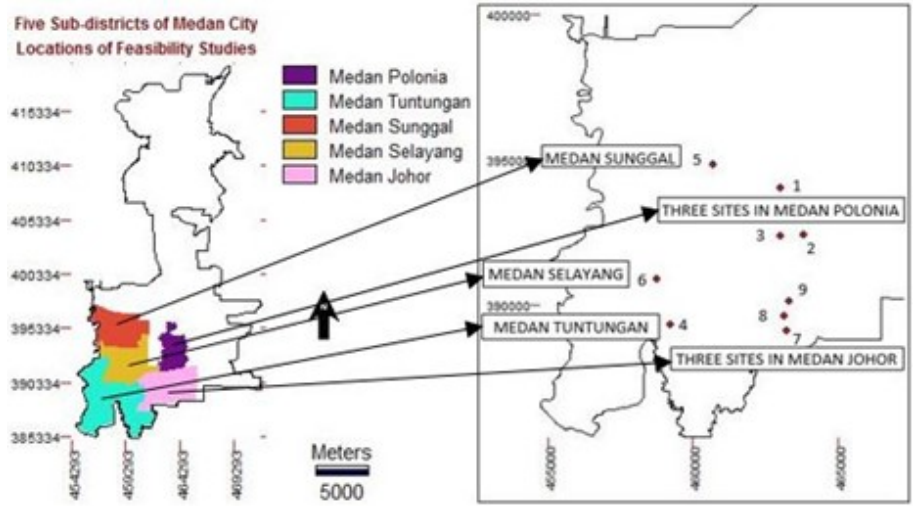 Five Sub-districts of Medan City
Locations of Feasibility Studies
Medan Polonia
Medan Tuntungan
Medan Sunggal
Medan Selayang
Medan Johor
415334
410334
405334
400334
395334
390334
385334
454293
459293
464293
469293
Meters
5000
400000
395000
390000
455000
460000
465000
MEDAN SUNGGAL
5
1
THREE SITES IN MEDAN POLONIA
3
2
MEDAN SELAYANG
6
9
8
MEDAN TUNTUNGAN
4
7
THREE SITES IN MEDAN JOHOR